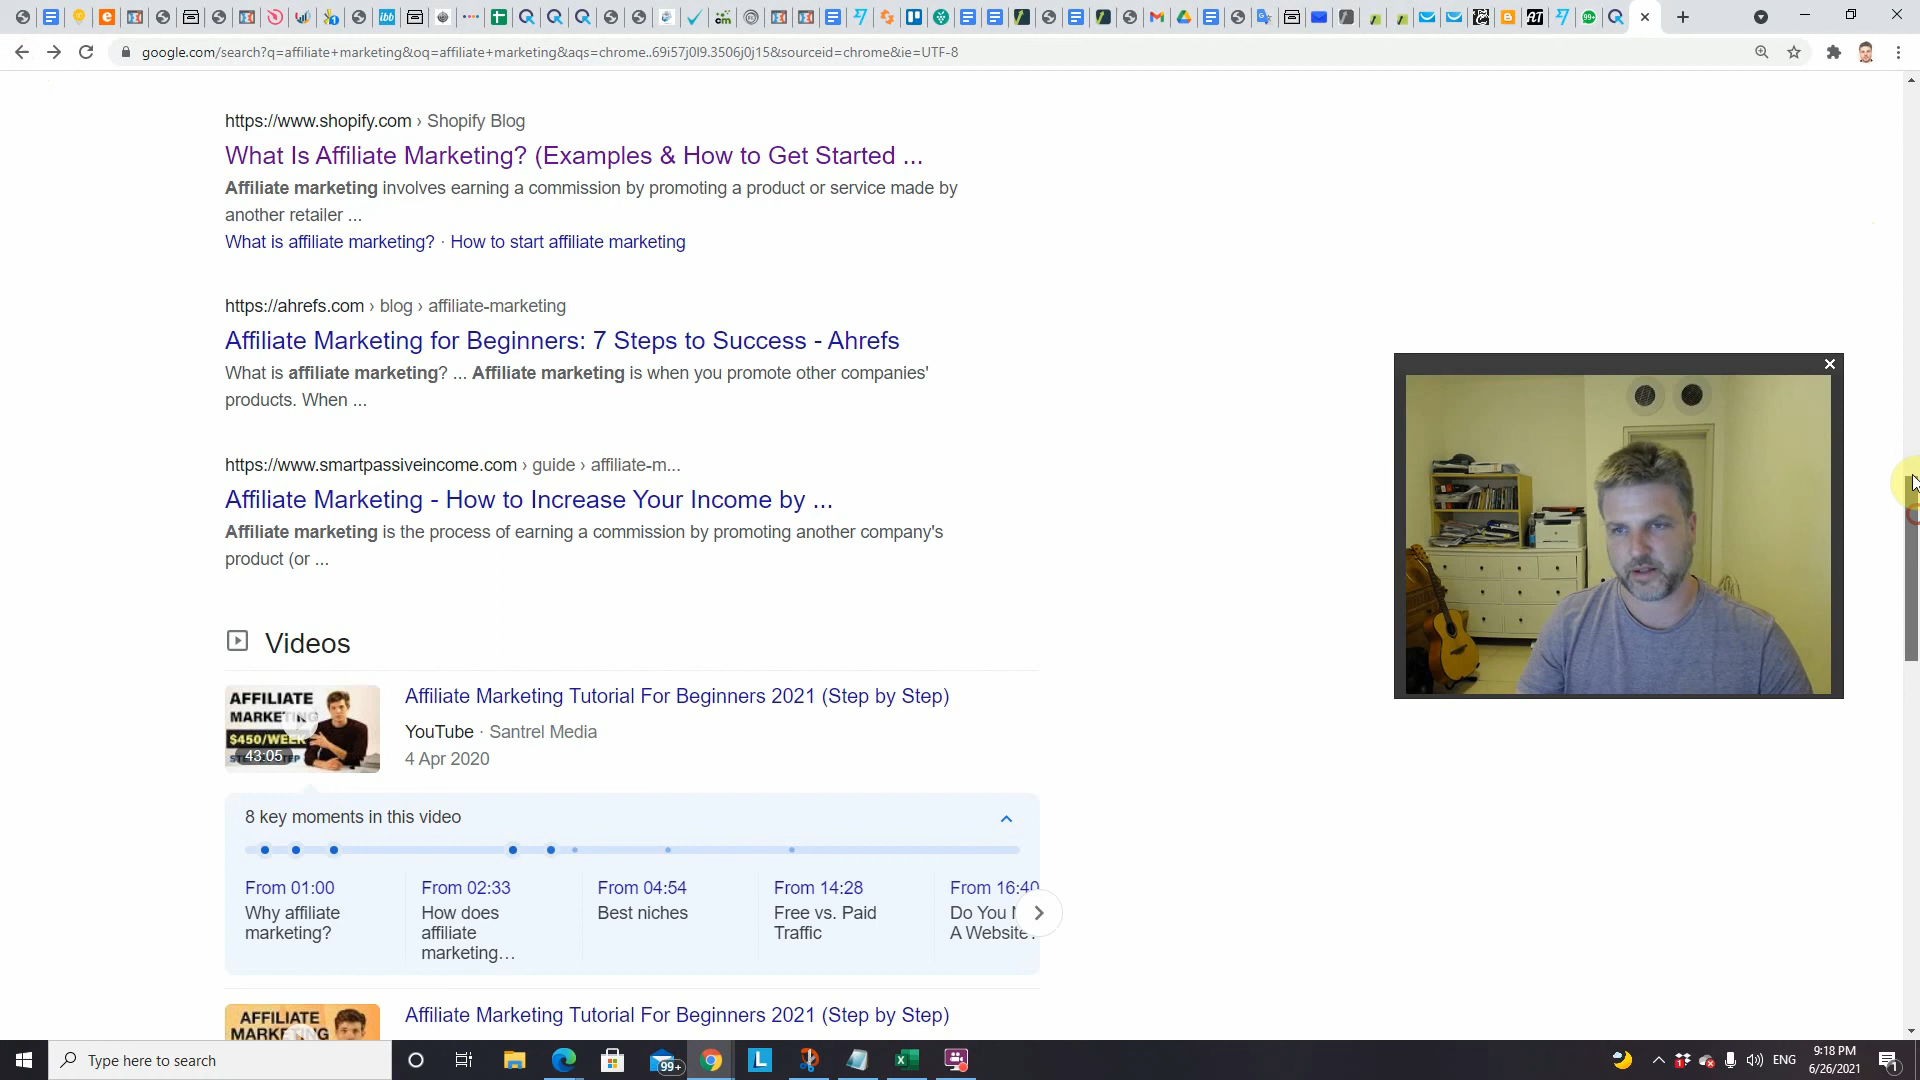 google.com/search?q=affiliate+marketing&oq=affiliate+marketing&aqs=chrome..69i57j0l9.3506j0j15&sourceid=chrome&ie=UTF-8
https://www.shopify.com › Shopify Blog
What Is Affiliate Marketing? (Examples & How to Get Started ...
Affiliate marketing involves earning a commission by promoting a product or service made by
another retailer ...
What is affiliate marketing? · How to start affiliate marketing
https://ahrefs.com › blog › affiliate-marketing
Affiliate Marketing for Beginners: 7 Steps to Success - Ahrefs
What is affiliate marketing? ... Affiliate marketing is when you promote other companies'
products. When ...
https://www.smartpassiveincome.com › guide › affiliate-m...
Affiliate Marketing - How to Increase Your Income by ...
Affiliate marketing is the process of earning a commission by promoting another company's
product (or ...
Videos
AFFILIATE
MARKETING
$450/WEEK
43:05
Affiliate Marketing Tutorial For Beginners 2021 (Step by Step)
YouTube · Santrel Media
4 Apr 2020
8 key moments in this video
From 01:00
Why affiliate
marketing?
From 02:33
How does
affiliate
marketing...
From 04:54
Best niches
From 14:28
Free vs. Paid
Traffic
From 16:40
Do You
A Website
AFFILIATE
MARKETING
Affiliate Marketing Tutorial For Beginners 2021 (Step by Step)
Type here to search
99+
L
ENG
9:18 PM
6/26/2021
1